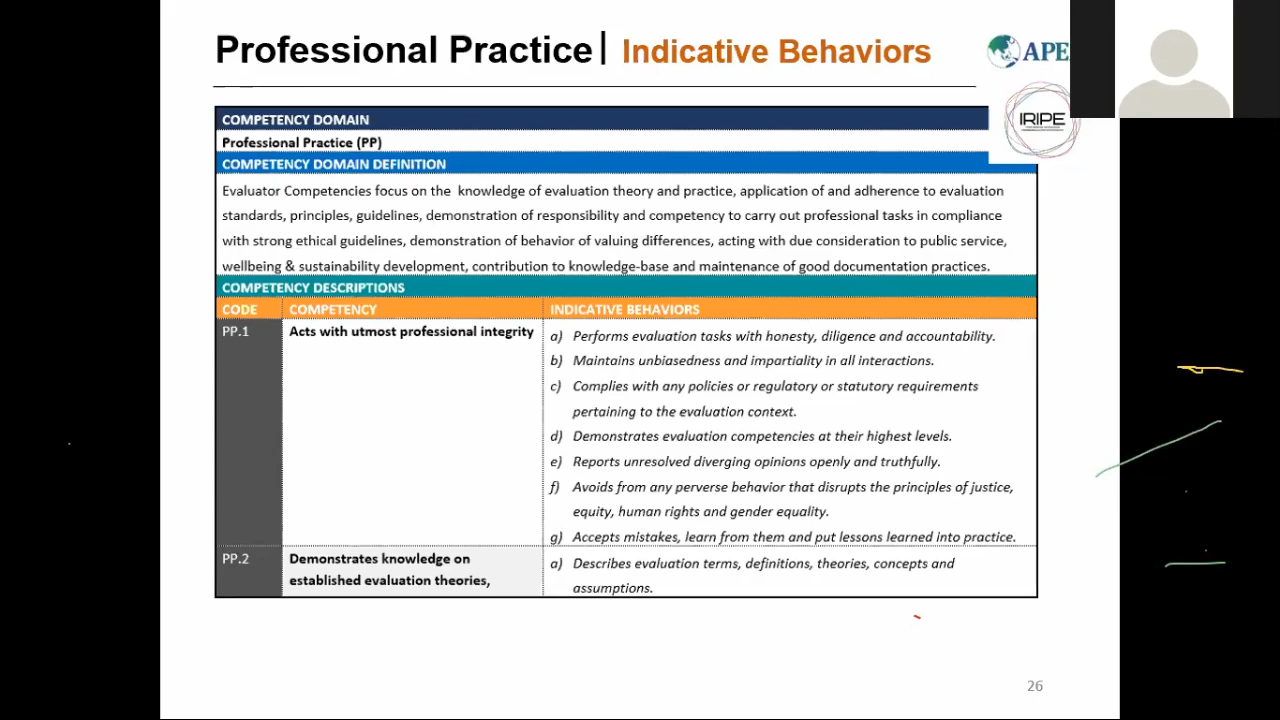 Professional Practice| Indicative Behaviors
APE
IRIPE
COMPETENCY DOMAIN
Professional Practice (PP)
COMPETENCY DOMAIN DEFINITION
Evaluator Competencies focus on the knowledge of evaluation theory and practice, application of and adherence to evaluation
standards, principles, guidelines, demonstration of responsibility and competency to carry out professional tasks in compliance
with strong ethical guidelines, demonstration of behavior of valuing differences, acting with due consideration to public service,
wellbeing & sustainability development, contribution to knowledge-base and maintenance of good documentation practices.
COMPETENCY DESCRIPTIONS
CODE COMPETENCY INDICATIVE BEHAVIORS
PP.1 Acts with utmost professional integrity
a) Performs evaluation tasks with honesty, diligence and accountability.
b) Maintains unbiasedness and impartiality in all interactions.
c) Complies with any policies or regulatory or statutory requirements
pertaining to the evaluation context.
d) Demonstrates evaluation competencies at their highest levels.
e) Reports unresolved diverging opinions openly and truthfully.
f) Avoids from any perverse behavior that disrupts the principles of justice,
equity, human rights and gender equality.
g) Accepts mistakes, learn from them and put lessons learned into practice.
PP.2 Demonstrates knowledge on
established evaluation theories,
a) Describes evaluation terms, definitions, theories, concepts and
assumptions.
26